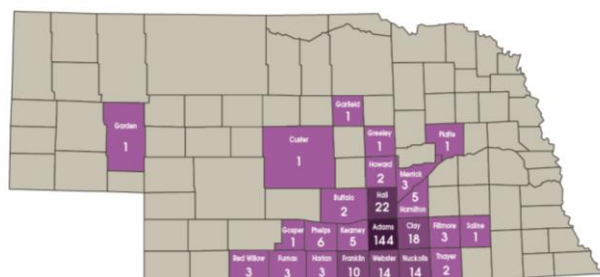 Garfield
1
Garden
1
Custer
1
Greeley
1
Platte
1
Howard
2
Merrick
3
Buffalo
2
Hall
22
5
Hamilton
Gosper
1
Phelps
6
Kearney
5
Adams
144
Clay
18
Fillmore
3
Saline
1
Red Willow
3
Furnas
3
Harlan
3
Franklin
10
Webster
14
Nuckolls
14
Thayer
2